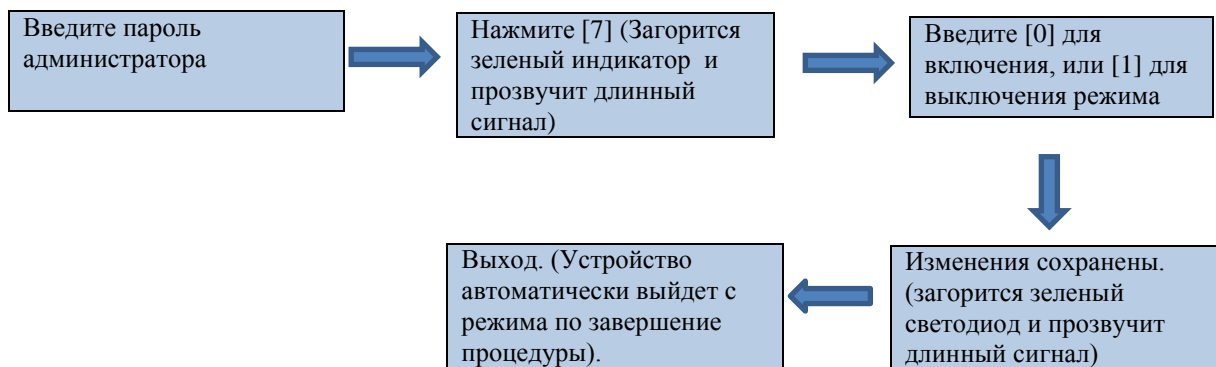 Введите пароль
администратора
Нажмите [7] (Загорится
зеленый индикатор и
прозвучит длинный
сигнал)
Введите [0] для
включения, или [1] для
выключения режима
Изменения сохранены.
(загорится зеленый
светодиод и прозвучит
длинный сигнал)
Выход. (Устройство
автоматически выйдет с
режима по завершение
процедуры).